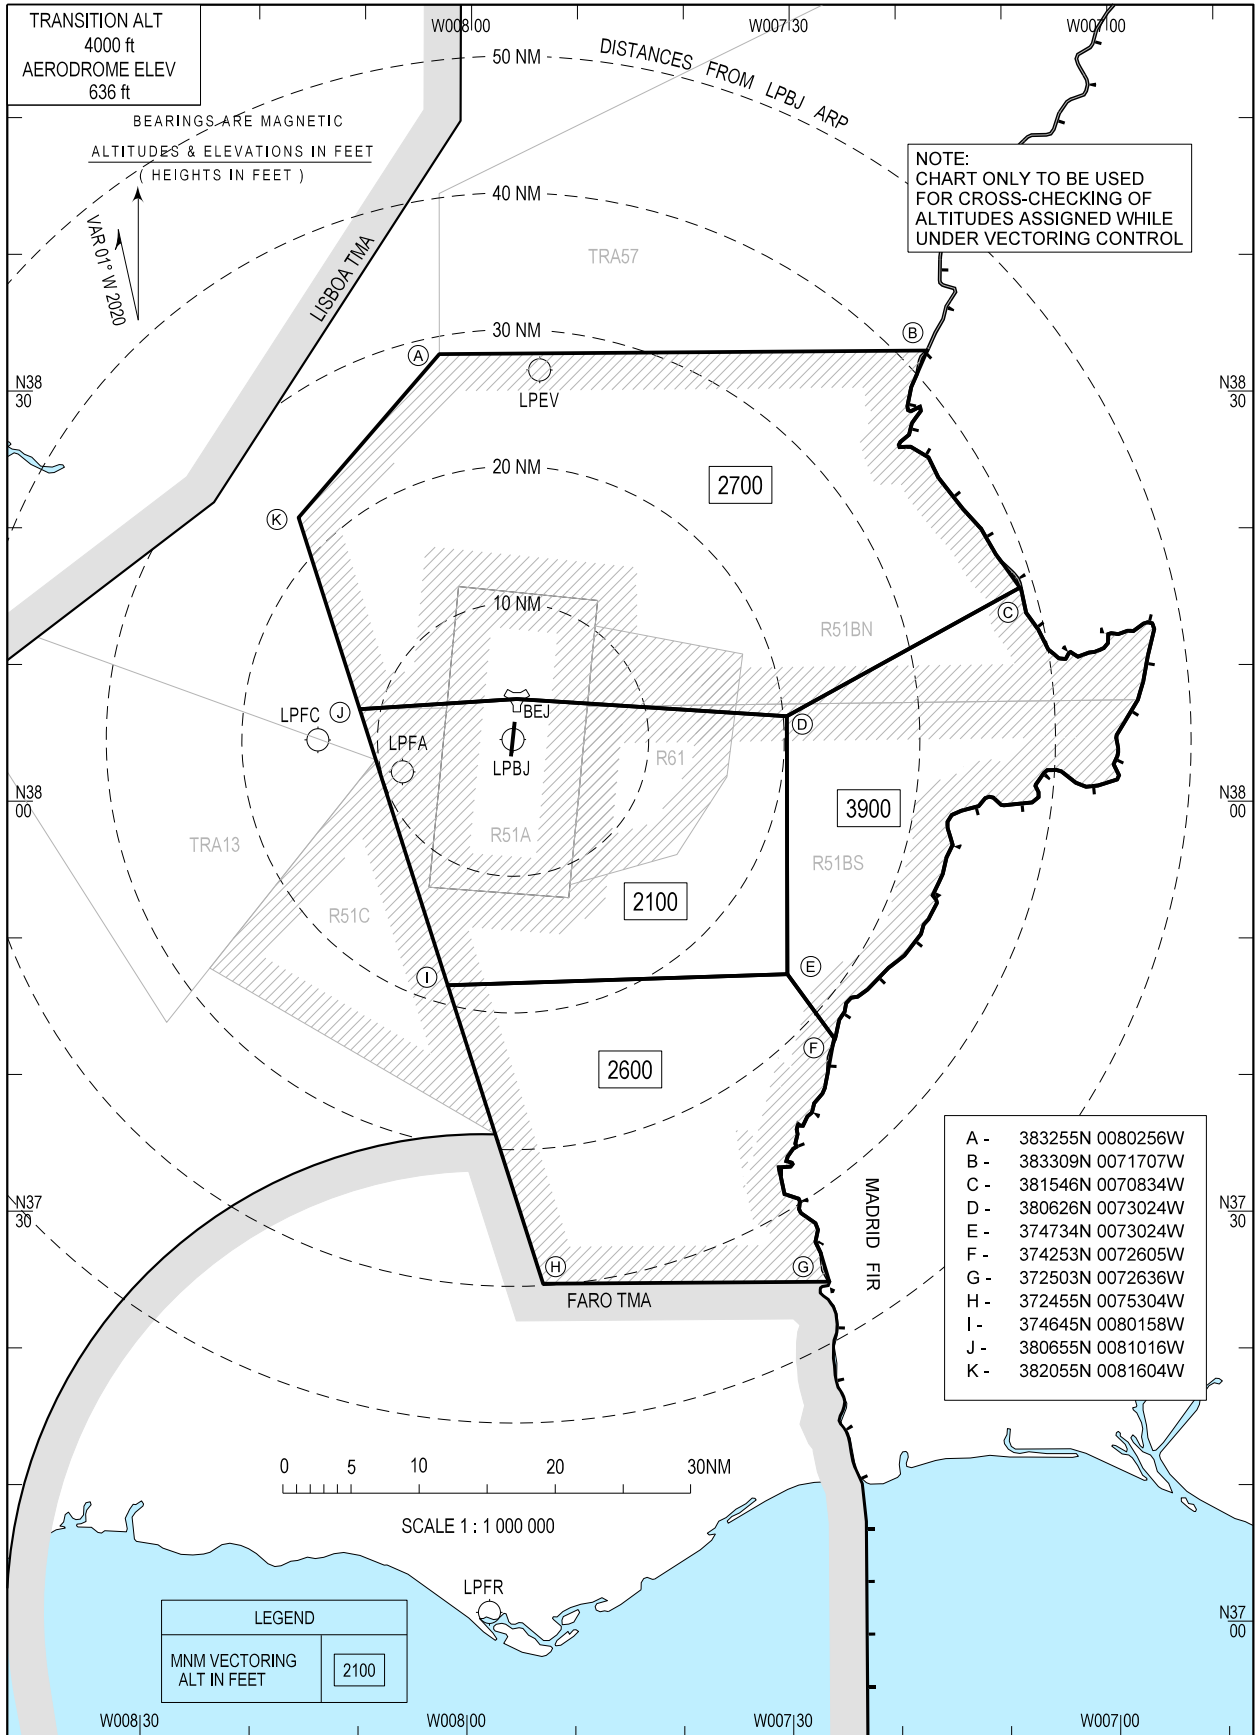 TRANSITION ALT
4000 ft
AERODROME ELEV
636 ft
BEARINGS ARE MAGNETIC
ALTITUDES & ELEVATIONS IN FEET
( HEIGHTS IN FEET )
VAR 01° W 2020
W008 00
W007 30
W007 00
50 NM
DISTANCES FROM LPBJ ARP
NOTE:
CHART ONLY TO BE USED
FOR CROSS-CHECKING OF
ALTITUDES ASSIGNED WHILE
UNDER VECTORING CONTROL
40 NM
LISBOA TMA
TRA57
30 NM
A
B
LPEV
N38
30
N38
30
20 NM
2700
K
10 NM
C
R51BN
J
BEJ
D
LPFC
LPFA
LPBJ
R61
N38
00
3900
N38
00
R51A
TRA13
R51BS
R51C
2100
I
E
F
2600
A - 383255N 0080256W
B - 383309N 0071707W
C - 381546N 0070834W
D - 380626N 0073024W
E - 374734N 0073024W
F - 374253N 0072605W
G - 372503N 0072636W
H - 372455N 0075304W
I - 374645N 0080158W
J - 380655N 0081016W
K - 382055N 0081604W
N37
30
N37
30
MADRID FIR
H
G
FARO TMA
0 5 10 20 30NM
SCALE 1 : 1 000 000
LPFR
LEGEND
MNM VECTORING
ALT IN FEET
2100
N37
00
W008 30
W008 00
W007 30
W007 00